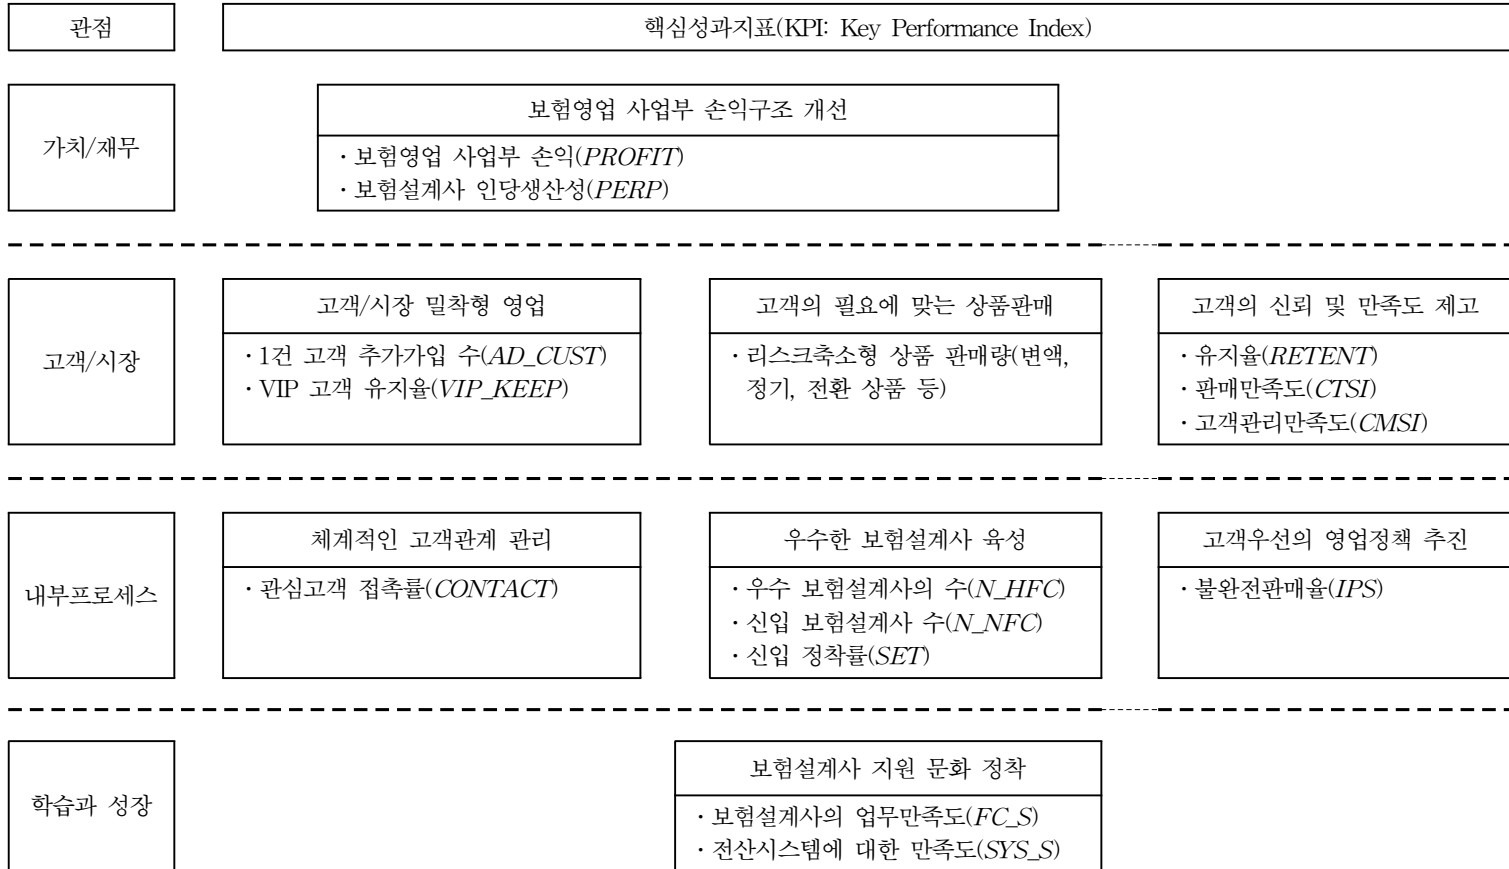 관점
핵심성과지표(KPI: Key Performance Index)
가치/재무
보험영업 사업부 손익구조 개선
· 보험영업 사업부 손익(PROFIT)
· 보험설계사 인당생산성(PERP)
고객/시장
고객/시장 밀착형 영업
· 1건 고객 추가가입 수(AD_CUST)
· VIP 고객 유지율(VIP_KEEP)
고객의 필요에 맞는 상품판매
· 리스크축소형 상품 판매량(변액,
정기, 전환 상품 등)
고객의 신뢰 및 만족도 제고
· 유지율(RETENT)
· 판매만족도(CTSI)
· 고객관리만족도(CMSI)
내부프로세스
체계적인 고객관계 관리
· 관심고객 접촉률(CONTACT)
우수한 보험설계사 육성
· 우수 보험설계사의 수(N_HFC)
· 신입 보험설계사 수(N_NFC)
· 신입 정착률(SET)
고객우선의 영업정책 추진
· 불완전판매율(IPS)
학습과 성장
보험설계사 지원 문화 정착
· 보험설계사의 업무만족도(FC_S)
· 전산시스템에 대한 만족도(SYS_S)